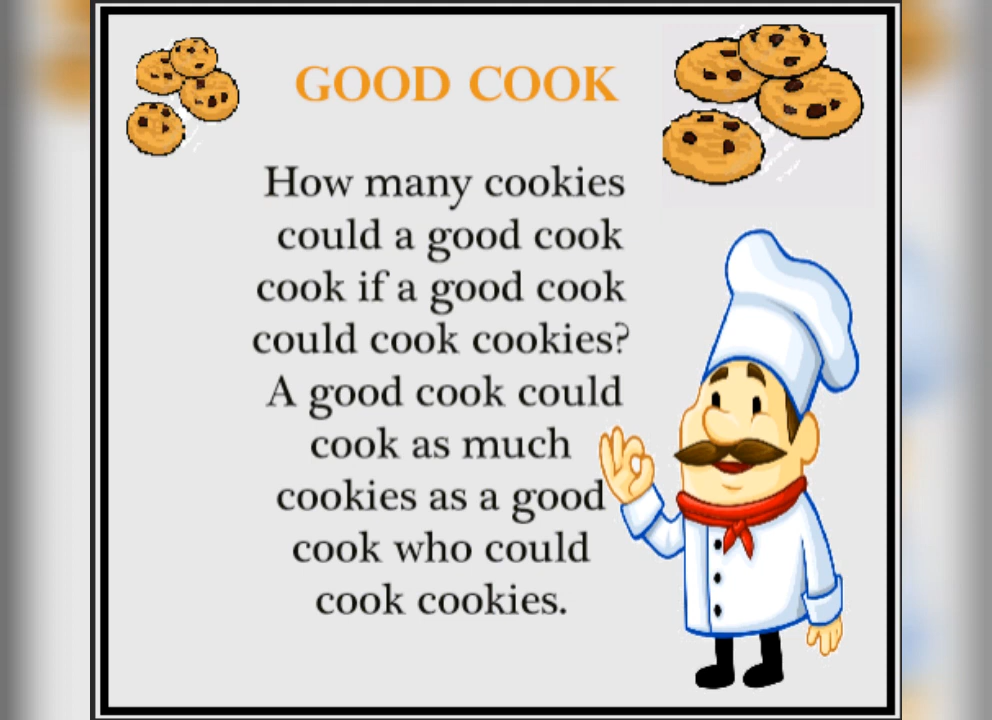 GOOD COOK
How many cookies
could a good cook
cook if a good cook
could cook cookies?
A good cook could
cook as much
cookies as a good
cook who could
cook cookies.